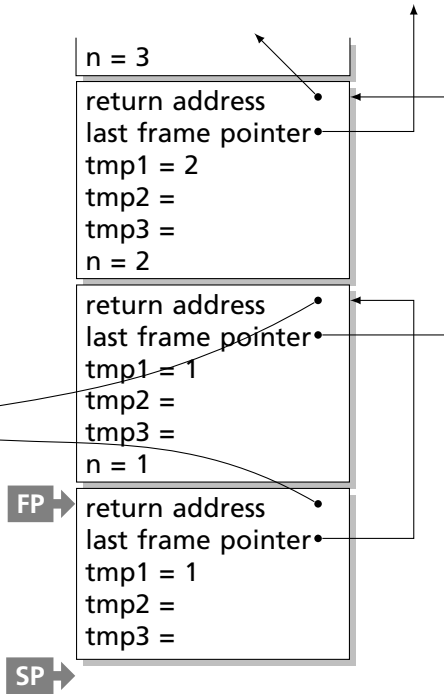 n = 3
return address
last frame pointer
tmp1 = 2
tmp2 =
tmp3 =
n = 2
return address
last frame pointer
tmp1 = 1
tmp2 =
tmp3 =
n = 1
FP
return address
last frame pointer
tmp1 = 1
tmp2 =
tmp3 =
SP